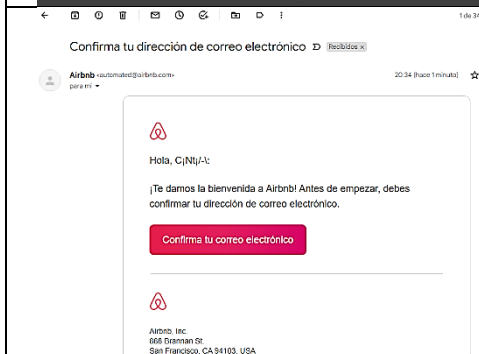 1 de 34
Confirma tu dirección de correo electrónico Recibidos x
Airbnb <automated@airbnb.com> 20:34 (hace 1 minuto)
para mí
Hola, C¡Nt¡/-\:
¡Te damos la bienvenida a Airbnb! Antes de empezar, debes
confirmar tu dirección de correo electrónico.
Confirma tu correo electrónico
Airbnb, Inc.
888 Brannan St.
San Francisco, CA 94103, USA